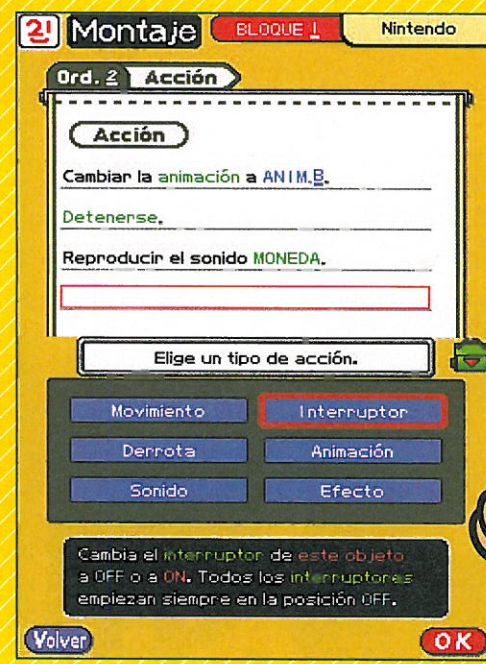 2! Montaje BLOQUE 1 Nintendo
Ord. 2 Acción
Acción
Cambiar la animación a ANIM.B.
Detenerse.
Reproducir el sonido MONEDA.
Elige un tipo de acción.
Movimiento Interruptor
Derrota Animación
Sonido Efecto
Cambia el interruptor de este objeto
a OFF o a ON. Todos los interruptores
empiezan siempre en la posición OFF.
Volver OK